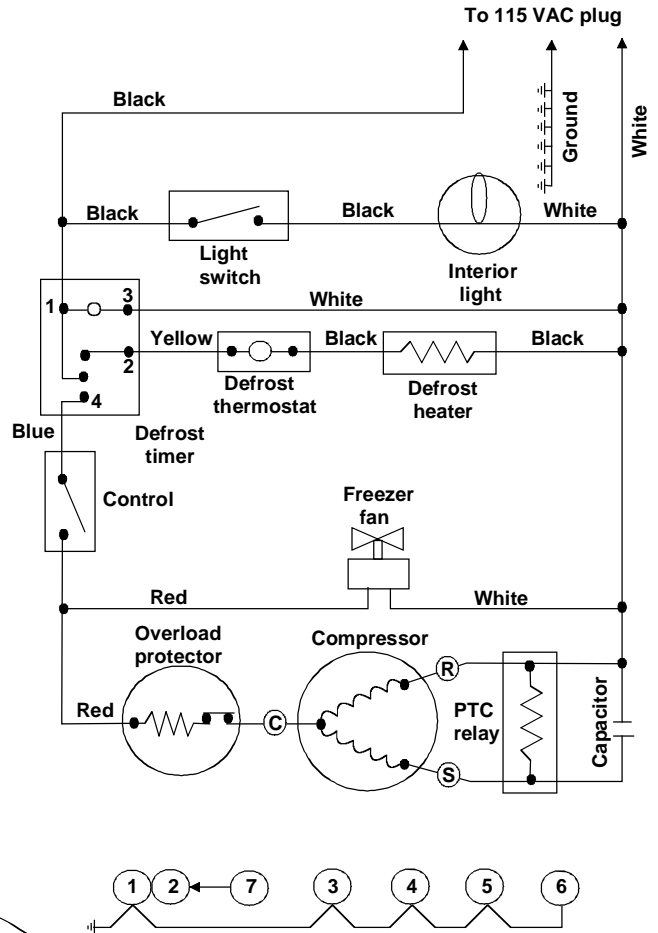 To 115 VAC plug
Black
Ground
White
Black
Black
White
Light
switch
Interior
light
1
3
White
Yellow
Black
Black
2
Defrost
thermostat
Defrost
heater
4
Blue
Defrost
timer
Control
Freezer
fan
Red
White
Overload
protector
Compressor
R
Red
C
PTC
relay
Capacitor
S
1 2 7 3 4 5 6